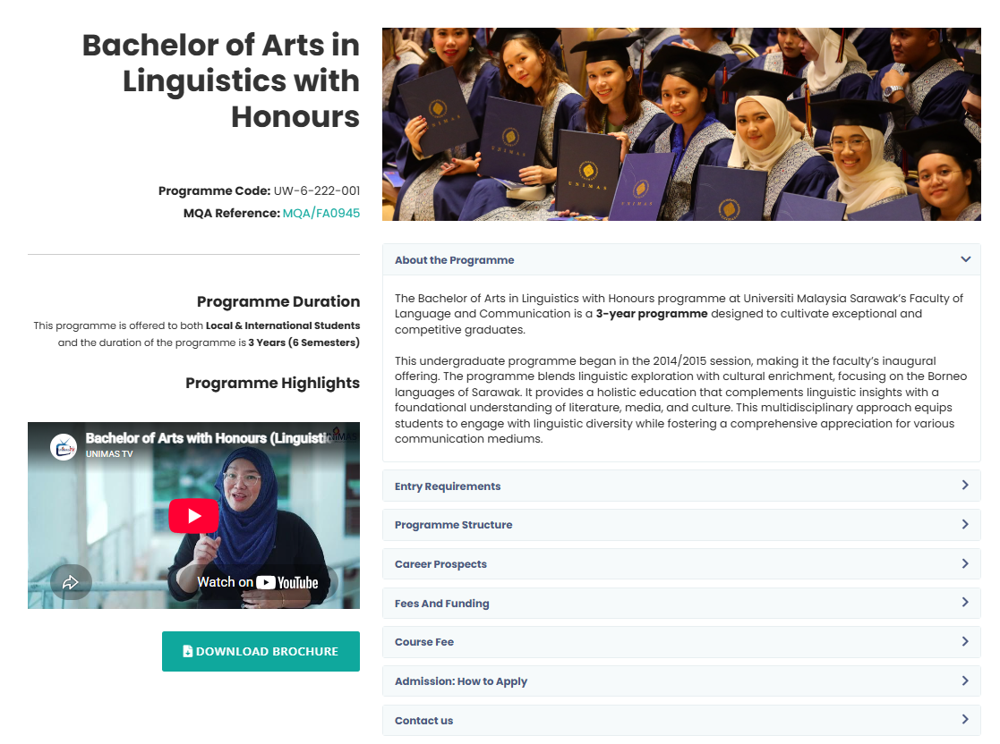 Bachelor of Arts in
Linguistics with
Honours
Programme Code: UW-6-222-001
MQA Reference: MQA/FA0945
Programme Duration
This programme is offered to both Local & International Students
and the duration of the programme is 3 Years (6 Semesters)
Programme Highlights
Bachelor of Arts with Honours (Linguisti
UNIMAS TV
Watch on YouTube
DOWNLOAD BROCHURE
UNIMAS
UNIMAS
UNIMAS
UNIMAS
About the Programme
The Bachelor of Arts in Linguistics with Honours programme at Universiti Malaysia Sarawak’s Faculty of
Language and Communication is a 3-year programme designed to cultivate exceptional and
competitive graduates.
This undergraduate programme began in the 2014/2015 session, making it the faculty’s inaugural
offering. The programme blends linguistic exploration with cultural enrichment, focusing on the Borneo
languages of Sarawak. It provides a holistic education that complements linguistic insights with a
foundational understanding of literature, media, and culture. This multidisciplinary approach equips
students to engage with linguistic diversity while fostering a comprehensive appreciation for various
communication mediums.
Entry Requirements
Programme Structure
Career Prospects
Fees And Funding
Course Fee
Admission: How to Apply
Contact us